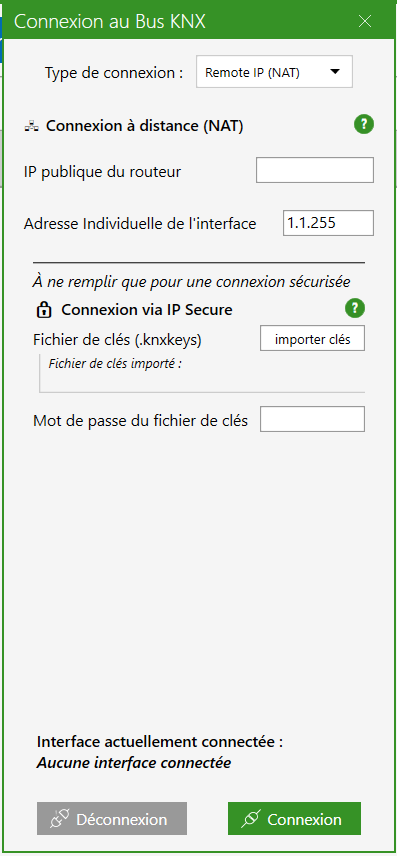 Connexion au Bus KNX
Type de connexion : Remote IP (NAT)
Connexion à distance (NAT) ?
IP publique du routeur
Adresse Individuelle de l'interface 1.1.255
À ne remplir que pour une connexion sécurisée
Connexion via IP Secure ?
Fichier de clés (.knxkeys) importer clés
Fichier de clés importé :
Mot de passe du fichier de clés
Interface actuellement connectée :
Aucune interface connectée
Déconnexion Connexion